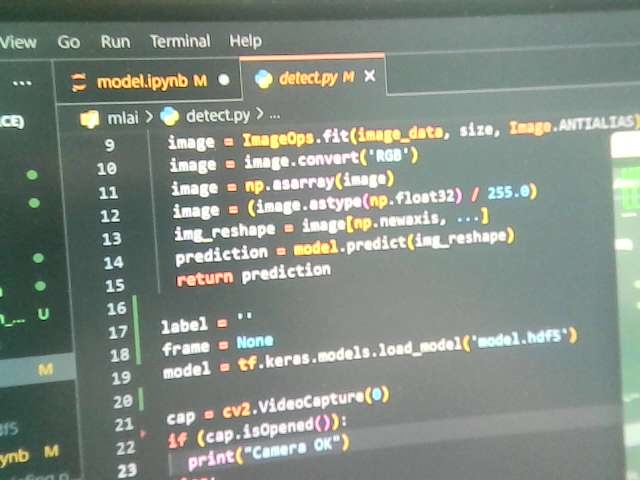 View Go Run Terminal Help
... model.ipynb M detect.py M ×
mlai > detect.py > ...
9 image = ImageOps.fit(image_data, size, Image.ANTIALIAS)
10 image = image.convert('RGB')
11 image = np.asarray(image)
12 image = (image.astype(np.float32) / 255.0)
13 img_reshape = image[np.newaxis, ...]
14 prediction = model.predict(img_reshape)
15 return prediction
16
17 label = ''
18 frame = None
19 model = tf.keras.models.load_model('model.hdf5')
20
21 cap = cv2.VideoCapture(0)
22 if (cap.isOpened()):
23 print("Camera OK")
U
M
ynb M